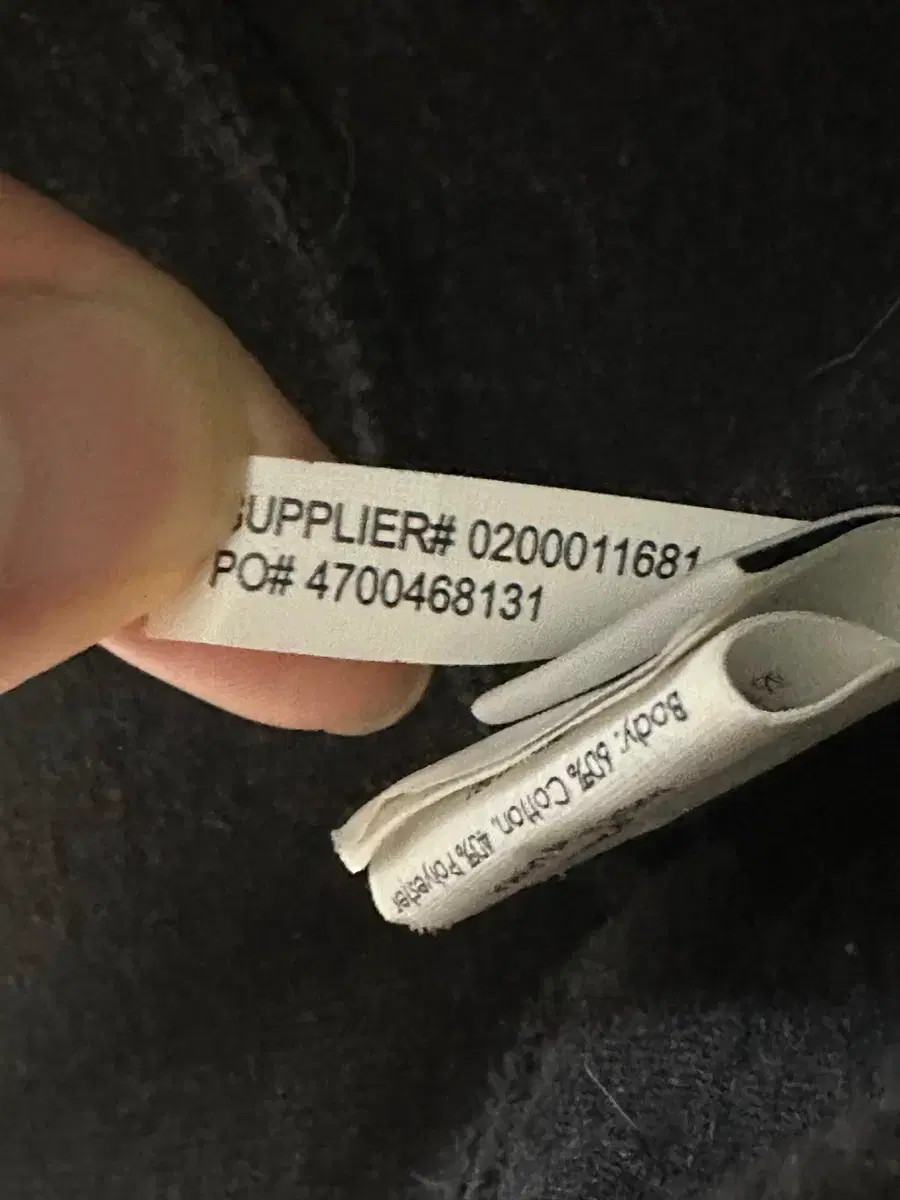 SUPPLIER# 0200011681
PO# 4700468131
Body: 60% Cotton, 40% Polyester